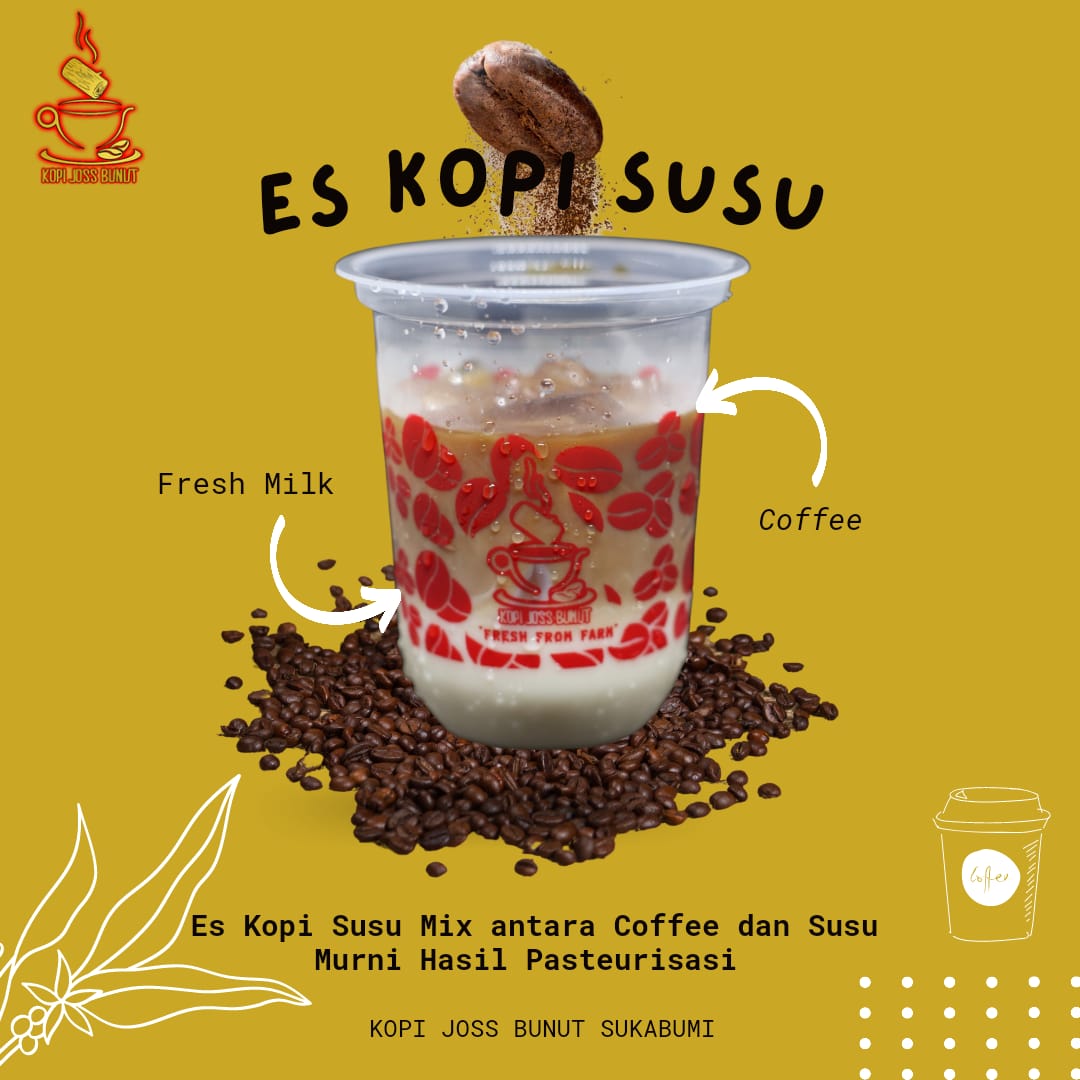 KOPI JOSS BUNUT
ES KOPI SUSU
Fresh Milk
Coffee
KOPI JOSS BUNUT
"FRESH FROM FARM"
Coffee
Es Kopi Susu Mix antara Coffee dan Susu
Murni Hasil Pasteurisasi
KOPI JOSS BUNUT SUKABUMI